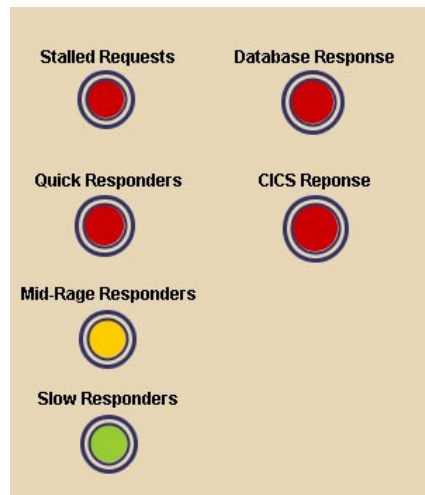 Stalled Requests
Database Response
Quick Responders
CICS Reponse
Mid-Rage Responders
Slow Responders